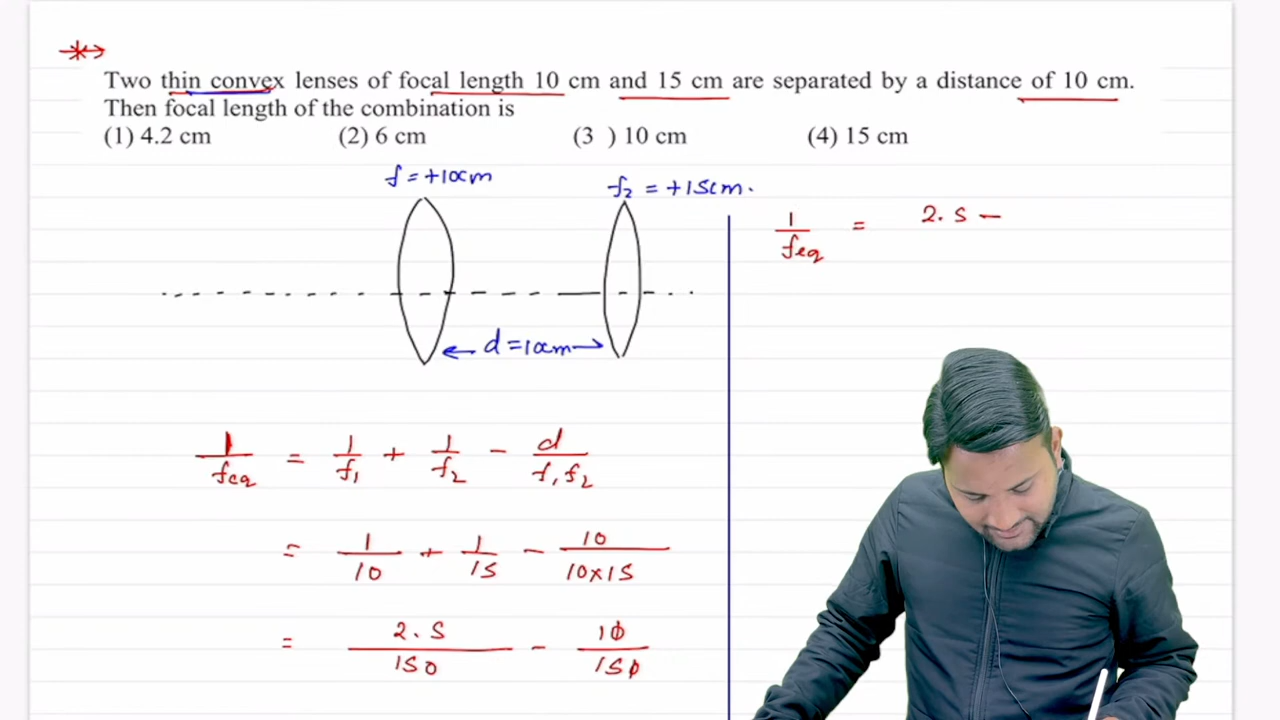 Two thin convex lenses of focal length 10 cm and 15 cm are separated by a distance of 10 cm.
Then focal length of the combination is
(1) 4.2 cm (2) 6 cm (3 ) 10 cm (4) 15 cm
f = +10cm
f2 = +15cm.
d = 10cm
1/feq = 2.5 −
1/feq = 1/f1 + 1/f2 − d/f1f2
= 1/10 + 1/15 − 10/10×15
= 2.5/150 − 10/150